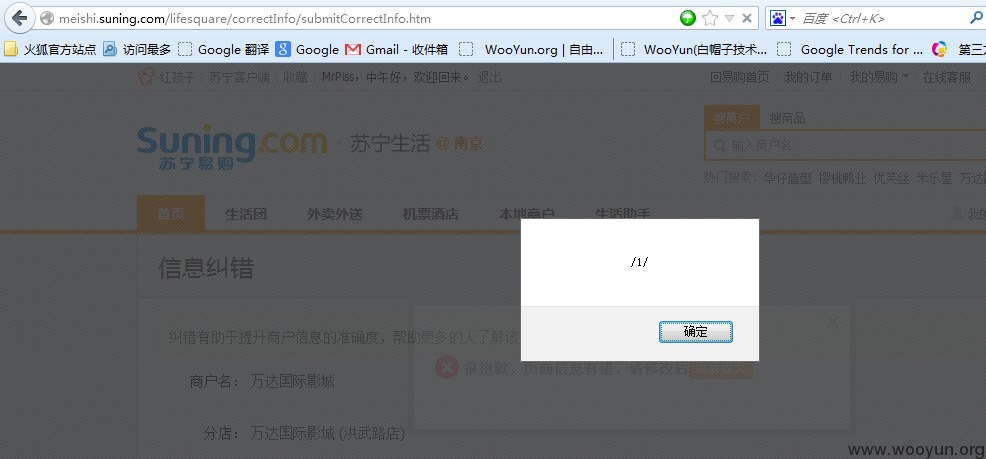 meishi.suning.com/lifesquare/correctInfo/submitCorrectInfo.htm
百度 <Ctrl+K>
火狐官方站点 访问最多 Google 翻译 Google Gmail - 收件箱 WooYun.org | 自由... WooYun(白帽子技术... Google Trends for ... 第三方
红孩子 苏宁客户端 收藏 MrPiss，中午好，欢迎回来。 退出 回易购首页 我的订单 我的易购 在线客服
搜商户 搜商品
Suning.com 苏宁生活 @ 南京
苏宁易购
输入商户名
热门搜索： 华仔造型 樱桃鸭业 优芙丝 米乐星 万达
首页 生活团 外卖外送 机票酒店 本地商户 生活助手 我的
/1/
信息纠错
确定
纠错有助于提升商户信息的准确度，帮助更多的人了解该
很抱歉，页面信息有错，请修改后
商户名： 万达国际影城
分店： 万达国际影城 (洪武路店)
www.wooyun.org